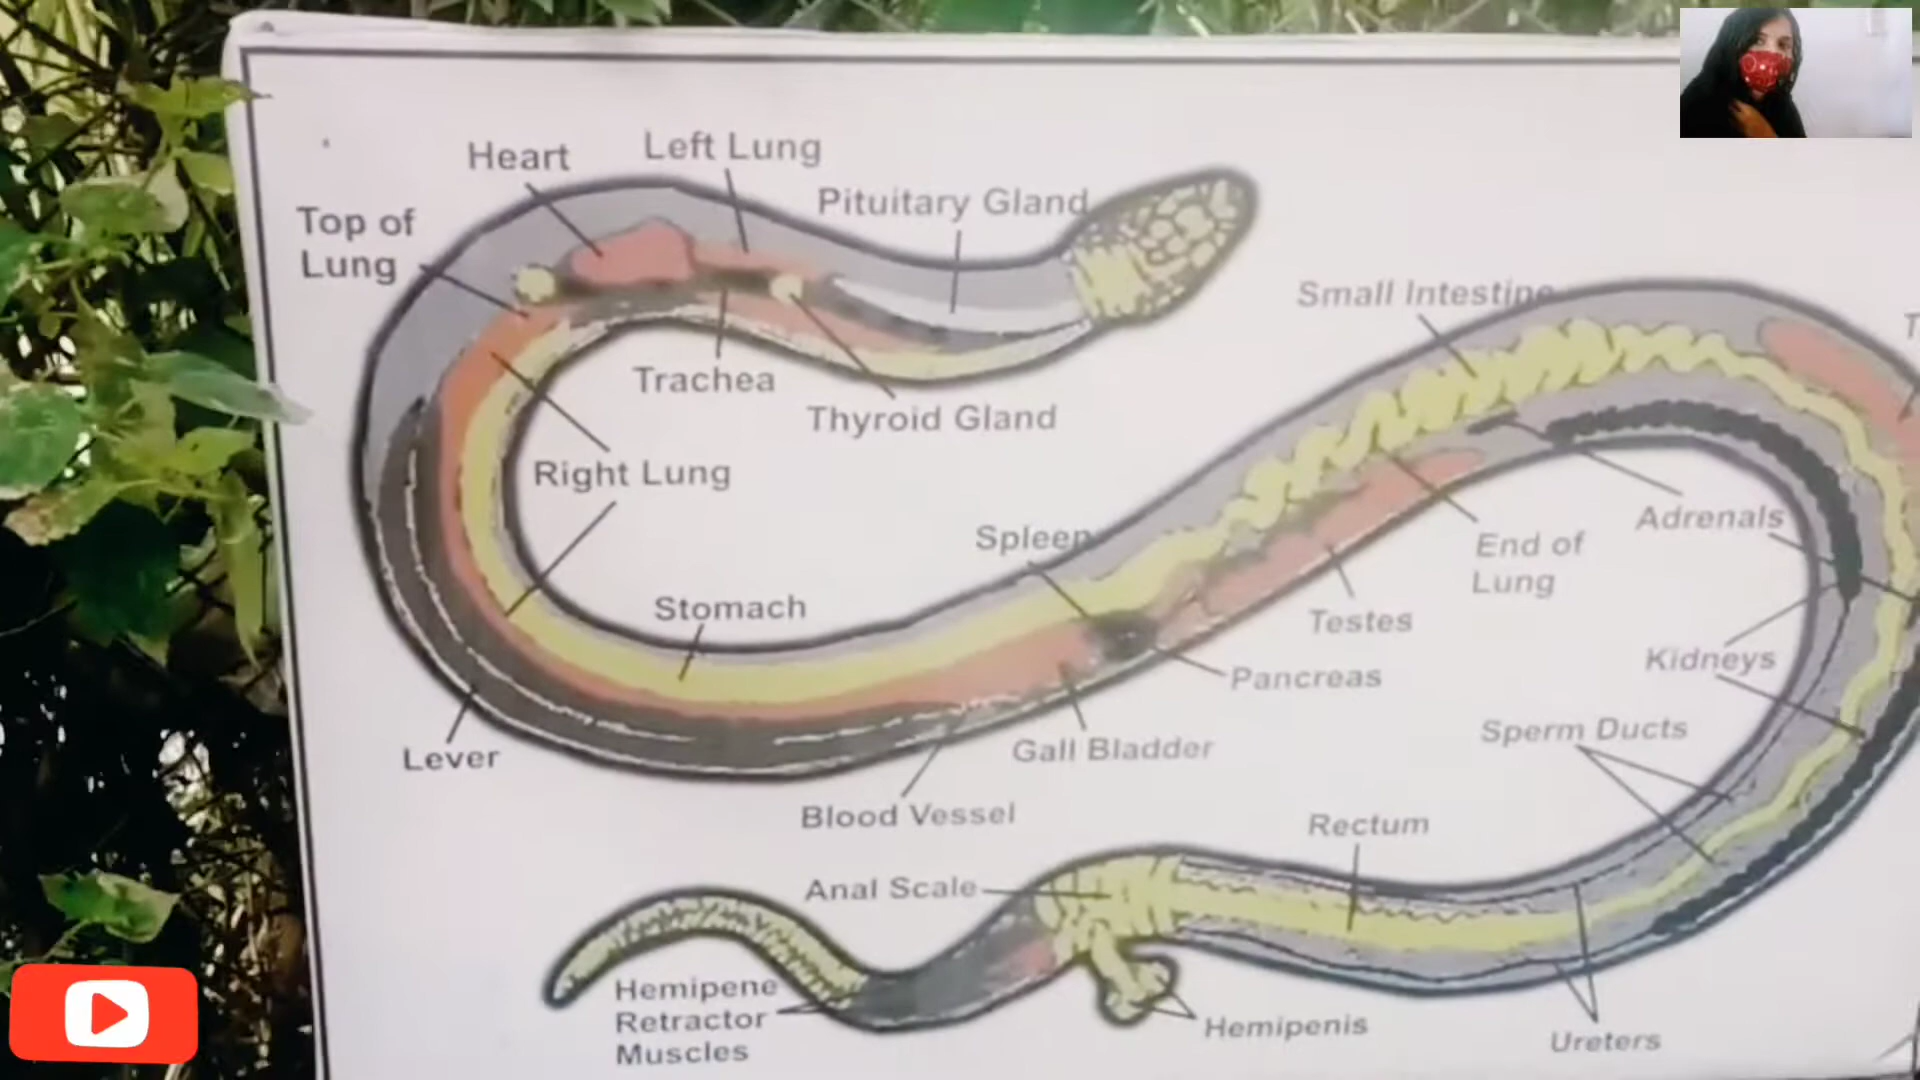 Heart
Left Lung
Pituitary Gland
Top of
Lung
Small Intestine
Trachea
Thyroid Gland
Right Lung
Adrenals
Spleen
End of
Lung
Stomach
Testes
Kidneys
Pancreas
Sperm Ducts
Gall Bladder
Lever
Blood Vessel
Rectum
Anal Scale
Hemipene
Retractor
Muscles
Hemipenis
Ureters